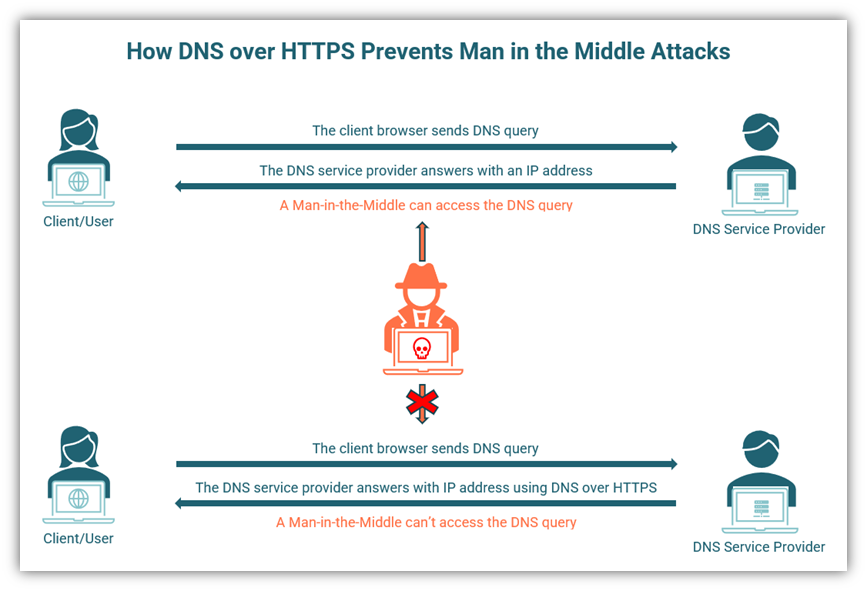 How DNS over HTTPS Prevents Man in the Middle Attacks
The client browser sends DNS query
The DNS service provider answers with an IP address
A Man-in-the-Middle can access the DNS query
Client/User
DNS Service Provider
The client browser sends DNS query
The DNS service provider answers with IP address using DNS over HTTPS
A Man-in-the-Middle can’t access the DNS query
Client/User
DNS Service Provider